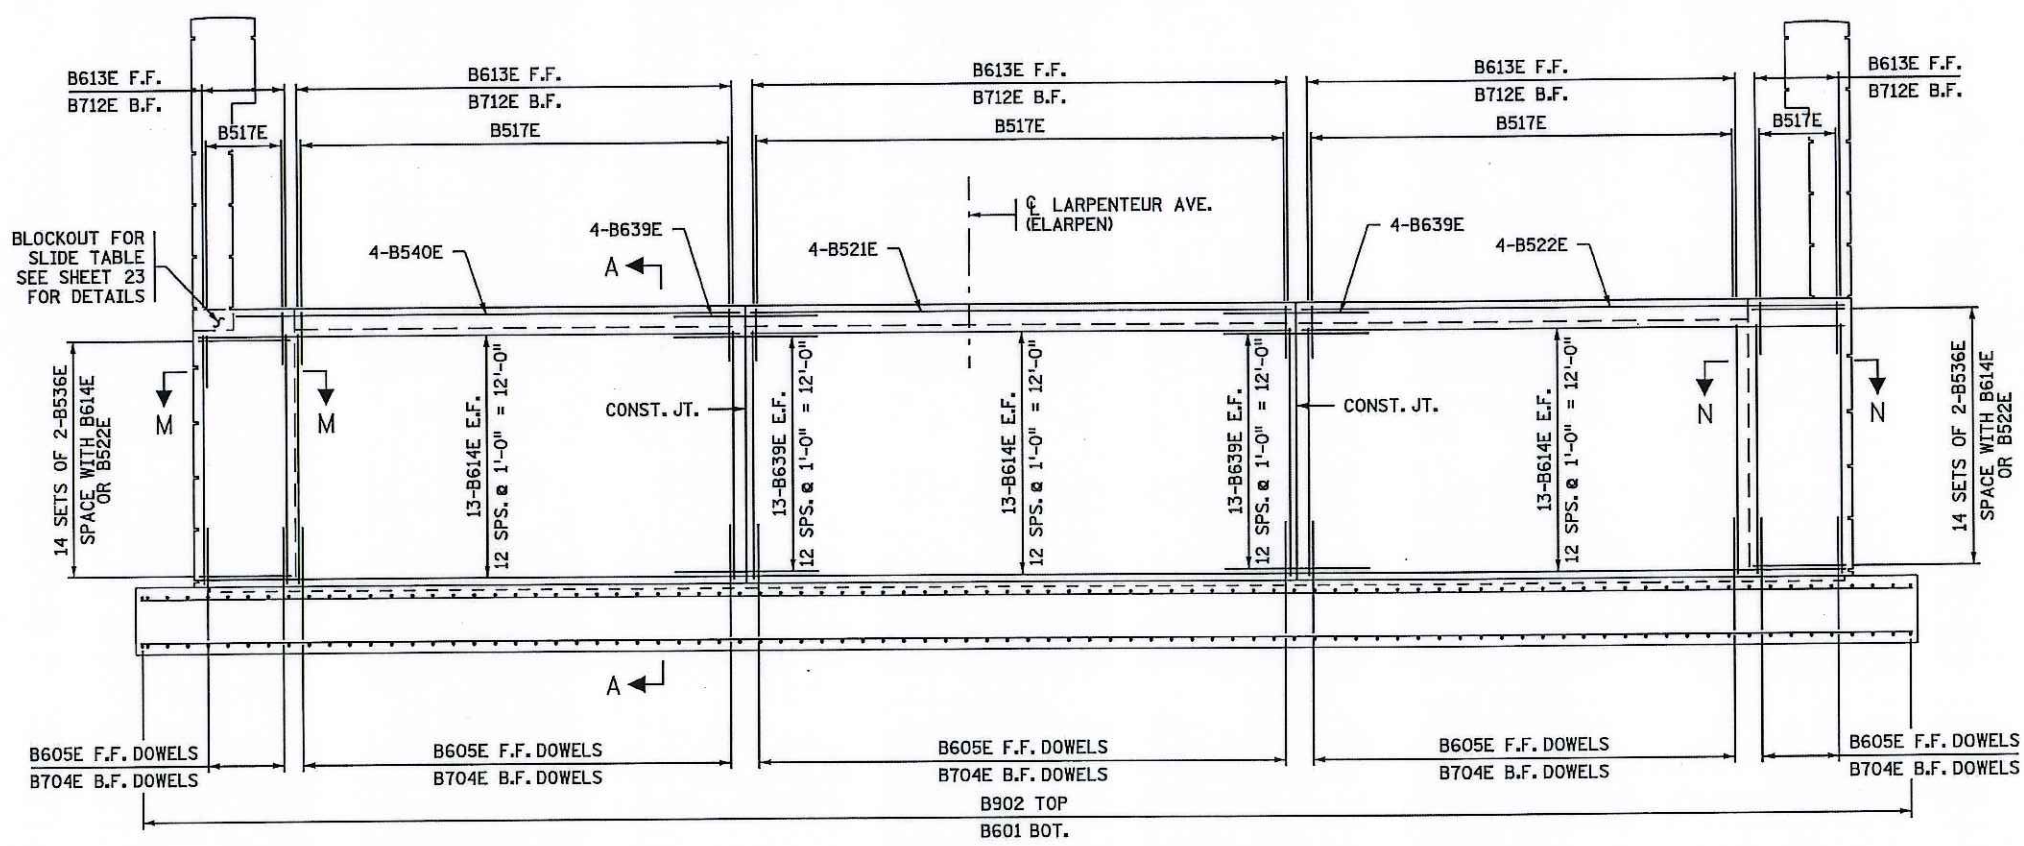 B613E F.F.
B712E B.F.
B517E
B613E F.F.
B712E B.F.
B517E
B613E F.F.
B712E B.F.
B517E
B613E F.F.
B712E B.F.
B517E
B613E F.F.
B712E B.F.
B517E
BLOCKOUT FOR
SLIDE TABLE
SEE SHEET 23
FOR DETAILS
4-B540E
4-B639E
A
4-B521E
℄ LARPENTEUR AVE.
(ELARPEN)
4-B639E
4-B522E
14 SETS OF 2-B536E
SPACE WITH B614E
OR B522E
M
M
13-B614E E.F.
12 SPS. @ 1'-0" = 12'-0"
CONST. JT.
13-B639E E.F.
12 SPS. @ 1'-0" = 12'-0"
13-B614E E.F.
12 SPS. @ 1'-0" = 12'-0"
13-B639E E.F.
12 SPS. @ 1'-0" = 12'-0"
CONST. JT.
13-B614E E.F.
12 SPS. @ 1'-0" = 12'-0"
N
N
14 SETS OF 2-B536E
SPACE WITH B614E
OR B522E
A
B605E F.F. DOWELS
B704E B.F. DOWELS
B605E F.F. DOWELS
B704E B.F. DOWELS
B605E F.F. DOWELS
B704E B.F. DOWELS
B605E F.F. DOWELS
B704E B.F. DOWELS
B605E F.F. DOWELS
B704E B.F. DOWELS
B902 TOP
B601 BOT.